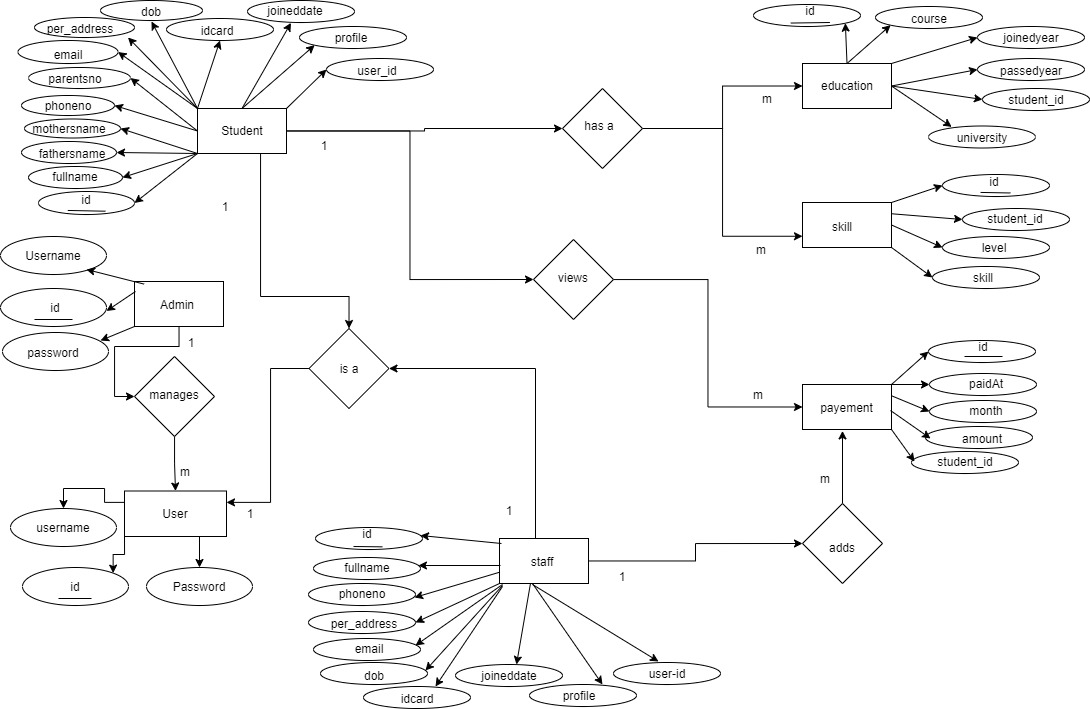 dob
joineddate
per_address
idcard
profile
email
user_id
parentsno
phoneno
mothersname
fathersname
fullname
id
Student
1
1
has a
m
m
id
course
joinedyear
passedyear
student_id
university
education
id
student_id
level
skill
skill
views
m
Username
id
password
Admin
1
manages
m
is a
1
User
username
id
Password
id
paidAt
month
amount
student_id
payement
m
adds
1
1
staff
id
fullname
phoneno
per_address
email
dob
idcard
joineddate
profile
user-id